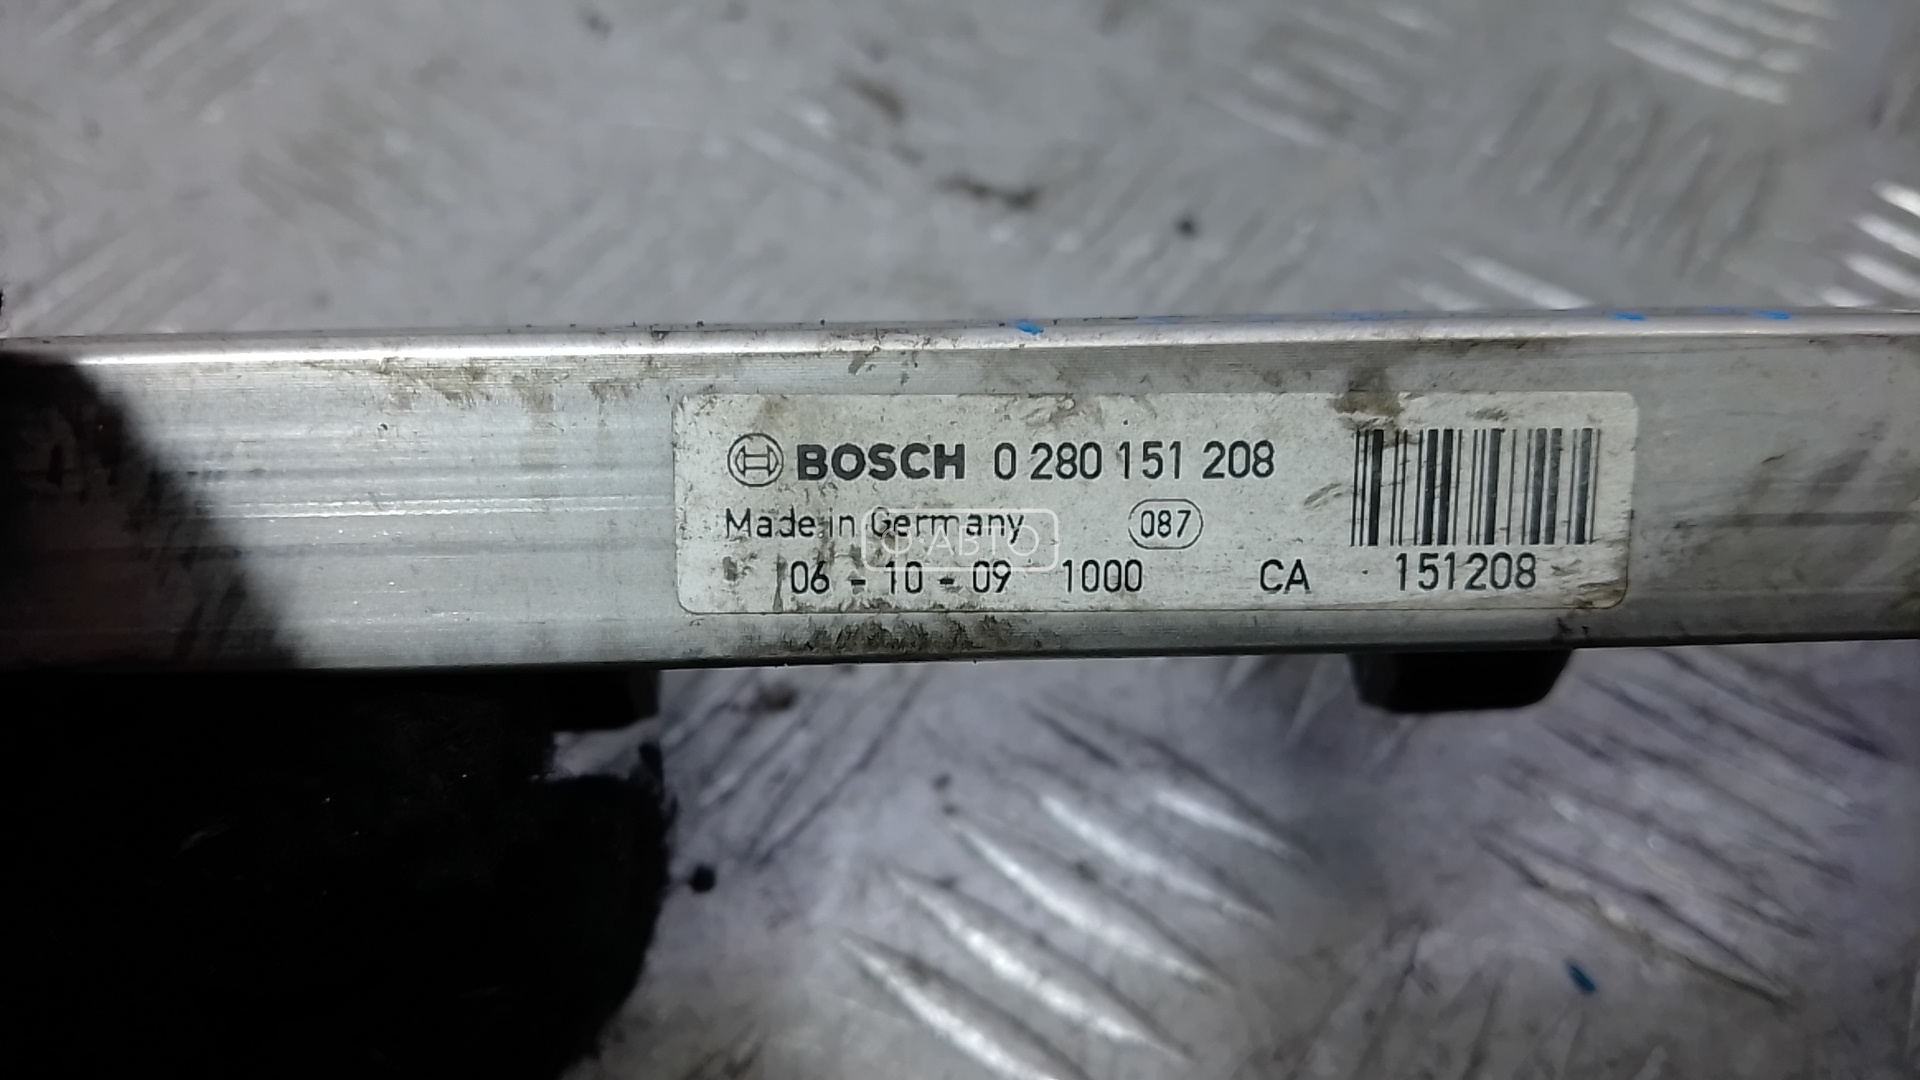 BOSCH 0 280 151 208
Made in Germany 087
06 - 10 - 09 1000 CA 151208